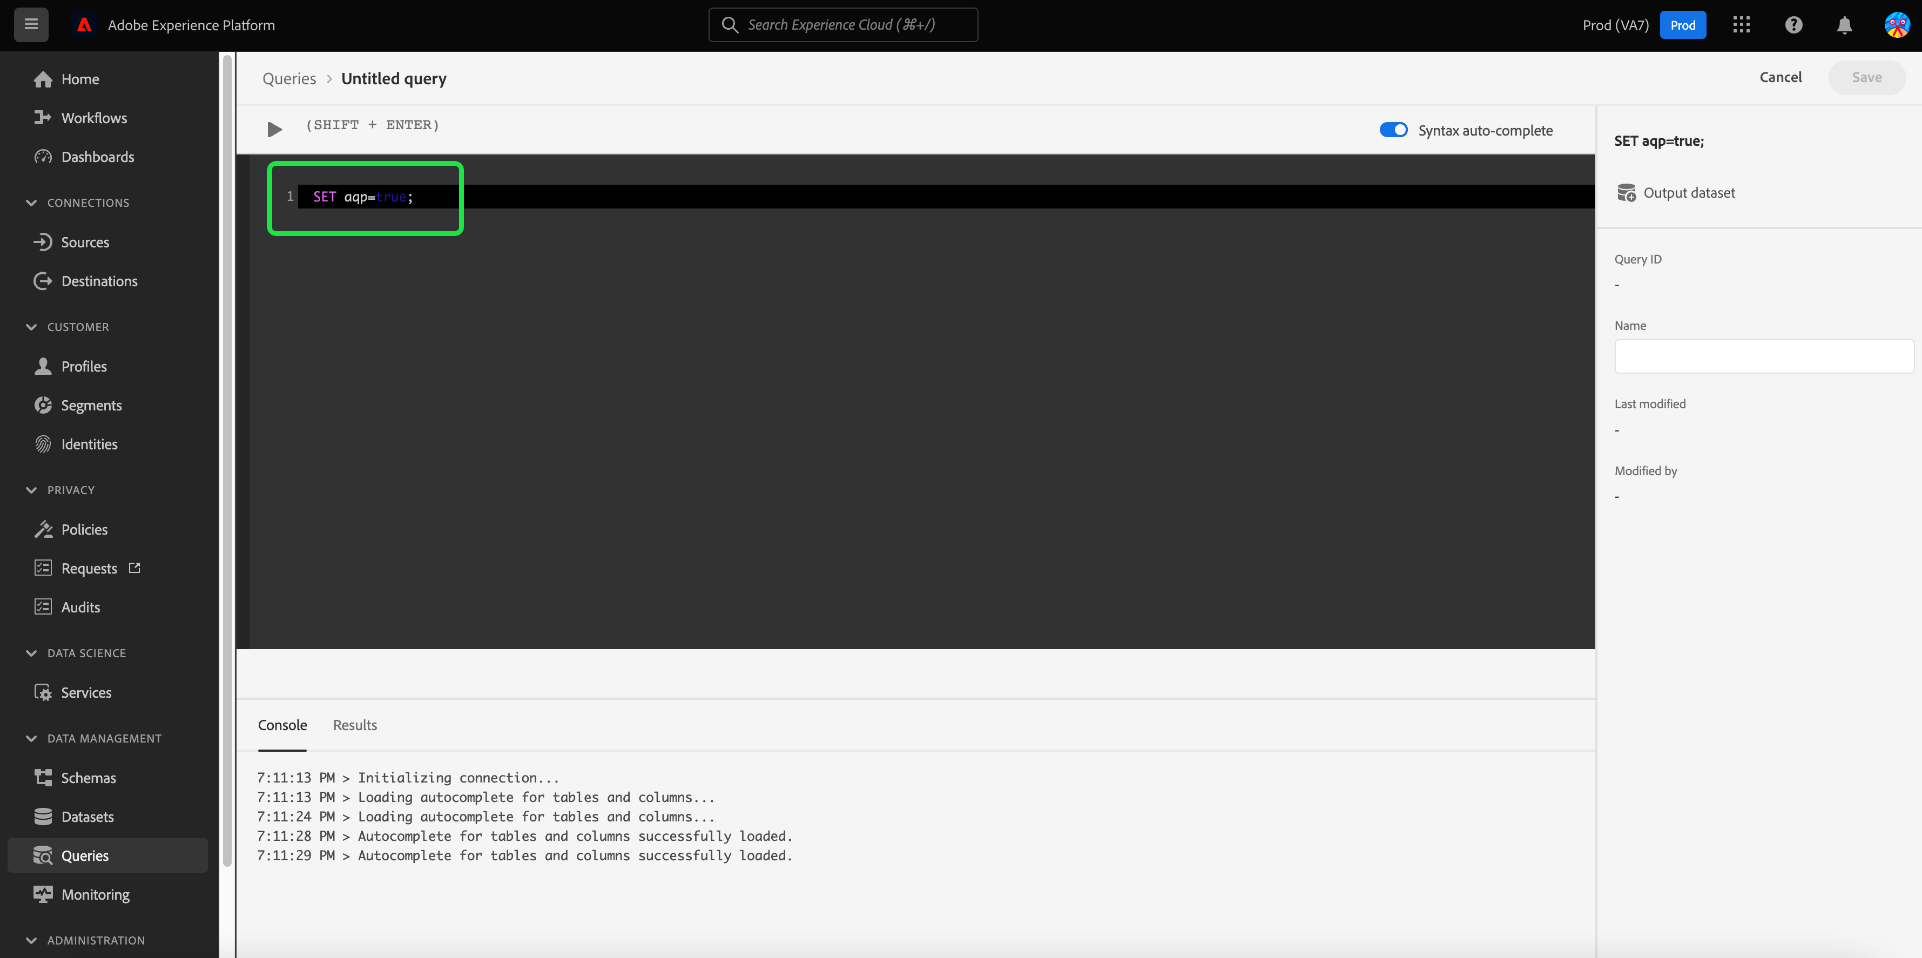 Adobe Experience Platform
Search Experience Cloud (⌘+/)
Prod (VA7)
Prod
Home
Workflows
Dashboards
CONNECTIONS
Sources
Destinations
CUSTOMER
Profiles
Segments
Identities
PRIVACY
Policies
Requests
Audits
DATA SCIENCE
Services
DATA MANAGEMENT
Schemas
Datasets
Queries
Monitoring
ADMINISTRATION
Queries > Untitled query
Cancel
Save
(SHIFT + ENTER)
Syntax auto-complete
1 SET aqp=true;
Console
Results
7:11:13 PM > Initializing connection...
7:11:13 PM > Loading autocomplete for tables and columns...
7:11:24 PM > Loading autocomplete for tables and columns...
7:11:28 PM > Autocomplete for tables and columns successfully loaded.
7:11:29 PM > Autocomplete for tables and columns successfully loaded.
SET aqp=true;
Output dataset
Query ID
-
Name
Last modified
-
Modified by
-